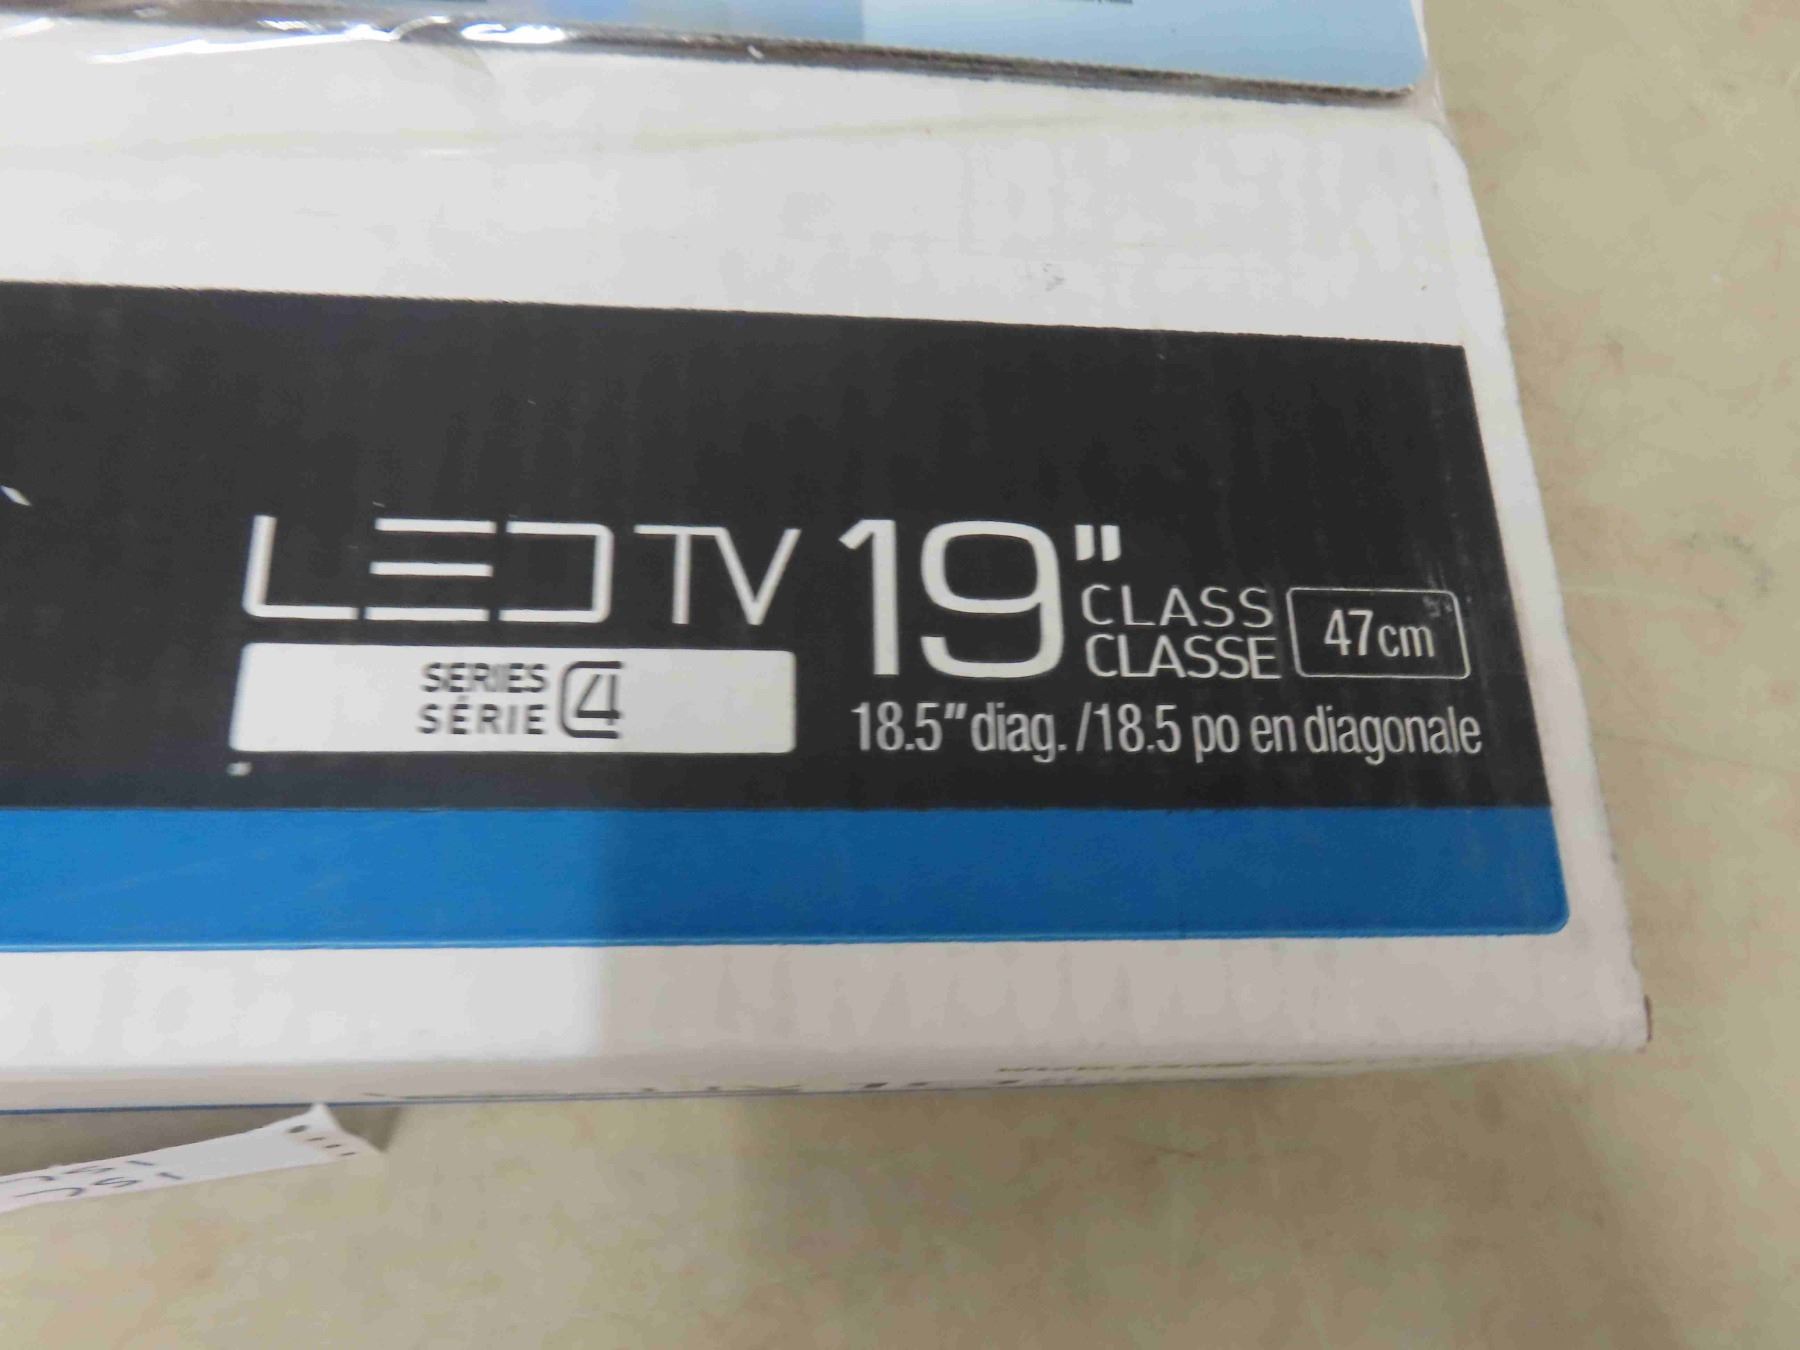 LED TV 19"
CLASS
CLASSE
47cm
SERIES
SÉRIE 4
18.5" diag. / 18.5 po en diagonale